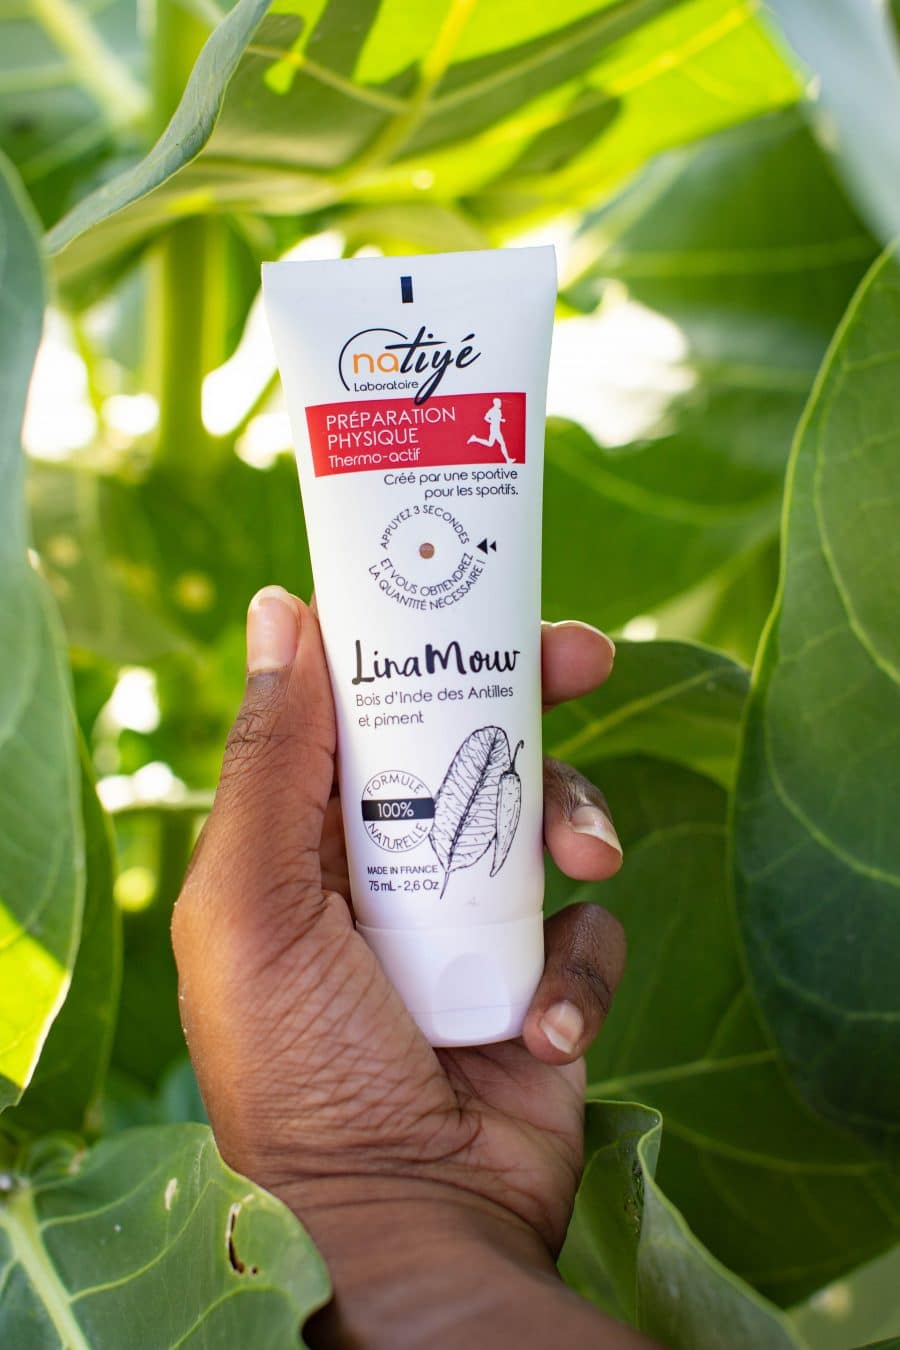 natiyé
Laboratoire
PRÉPARATION
PHYSIQUE
Thermo-actif
Créé par une sportive
pour les sportifs.
APPUYEZ 3 SECONDES
ET VOUS OBTIENDREZ
LA QUANTITÉ NÉCESSAIRE !
LinaMouv
Bois d'Inde des Antilles
et piment
FORMULE
100%
NATURELLE
MADE IN FRANCE
75 mL - 2,6 Oz